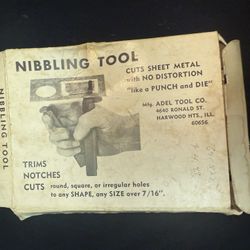 NIBBLING TOOL
CUTS SHEET METAL
with NO DISTORTION
"like a PUNCH and DIE"
Mfg. ADEL TOOL CO.
4640 RONALD ST.
HARWOOD HTS., ILL.
60656
TRIMS
NOTCHES
CUTS round, square, or irregular holes
to any SHAPE, any SIZE over 7/16".
NIBBLING TOOL